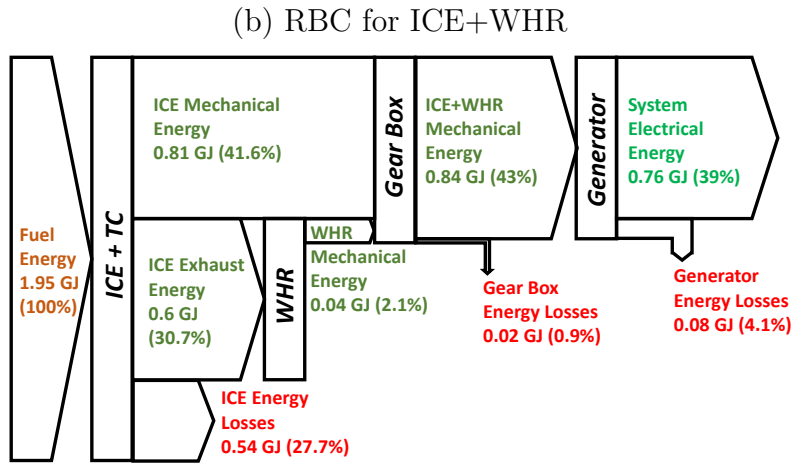 (b) RBC for ICE+WHR
Fuel
Energy
1.95 GJ
(100%)
ICE + TC
ICE Mechanical
Energy
0.81 GJ (41.6%)
ICE Exhaust
Energy
0.6 GJ
(30.7%)
ICE Energy
Losses
0.54 GJ (27.7%)
WHR
WHR
Mechanical
Energy
0.04 GJ (2.1%)
Gear Box
ICE+WHR
Mechanical
Energy
0.84 GJ (43%)
Gear Box
Energy Losses
0.02 GJ (0.9%)
Generator
System
Electrical
Energy
0.76 GJ (39%)
Generator
Energy Losses
0.08 GJ (4.1%)